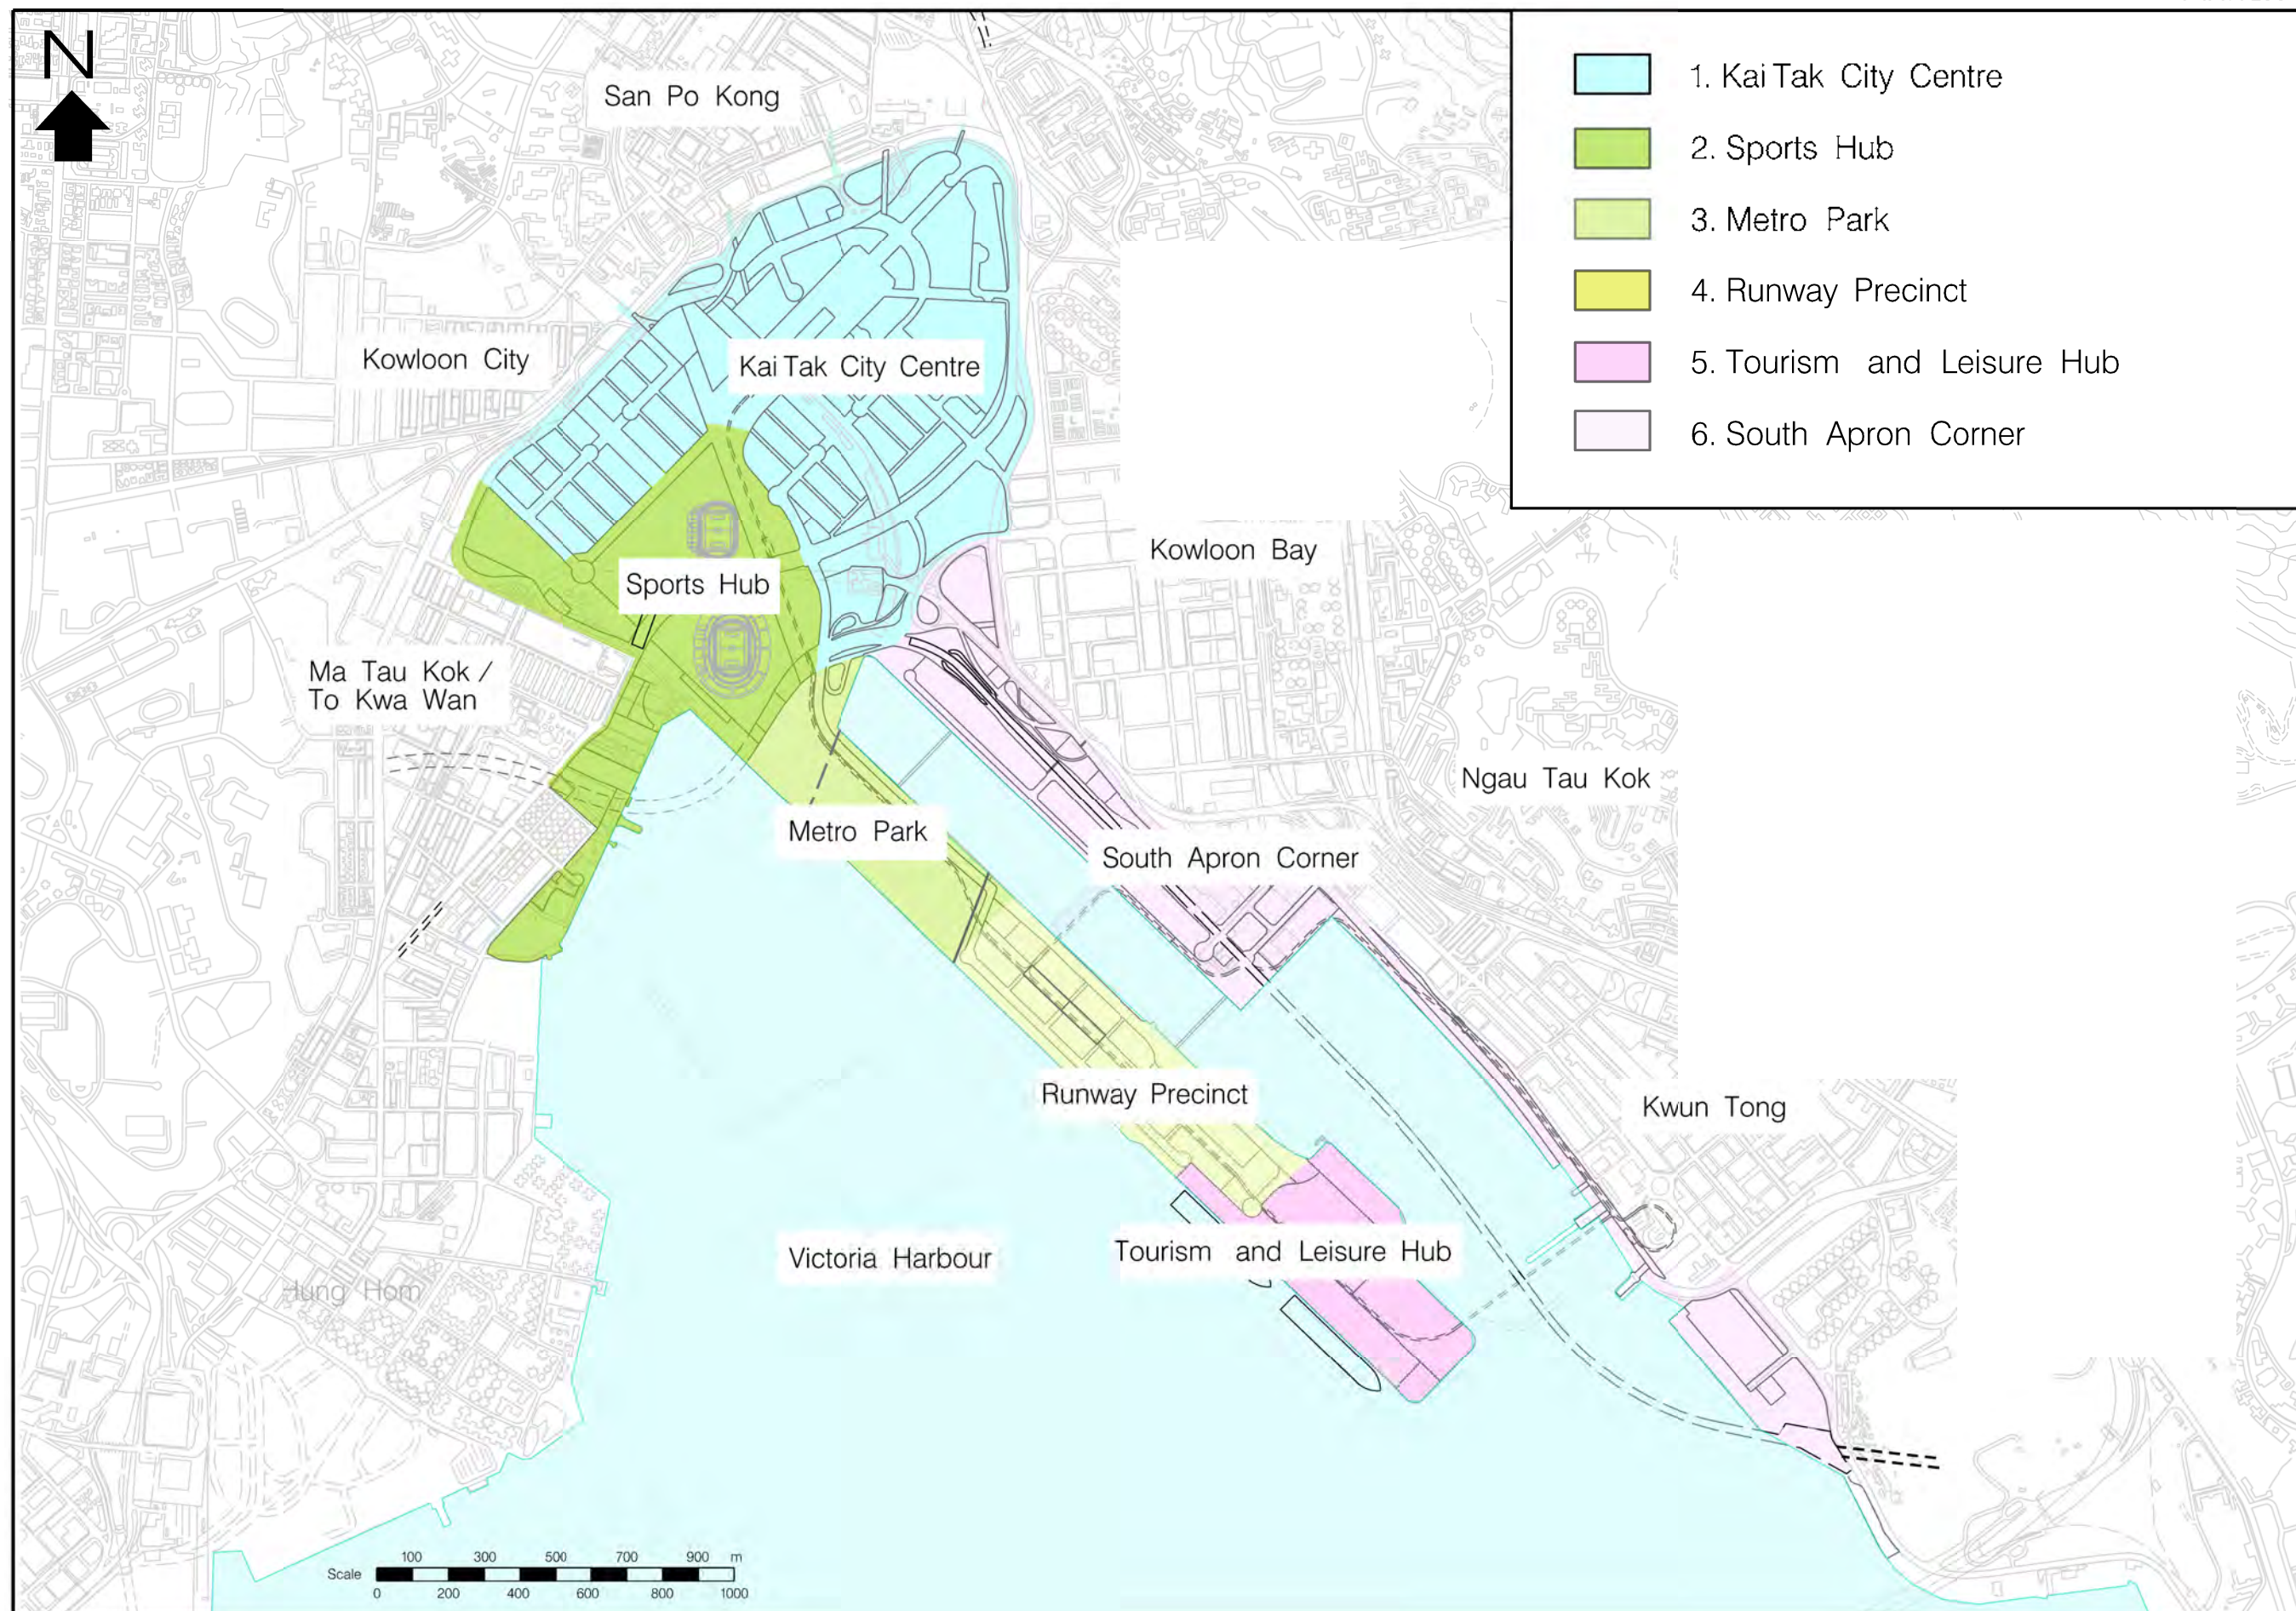 N
San Po Kong
1. Kai Tak City Centre
2. Sports Hub
3. Metro Park
4. Runway Precinct
5. Tourism and Leisure Hub
6. South Apron Corner
Kowloon City
Kai Tak City Centre
Kowloon Bay
Sports Hub
Ma Tau Kok /
To Kwa Wan
Ngau Tau Kok
Metro Park
South Apron Corner
Runway Precinct
Kwun Tong
Victoria Harbour
Tourism and Leisure Hub
Hung Hom
100 300 500 700 900 m
Scale
0 200 400 600 800 1000